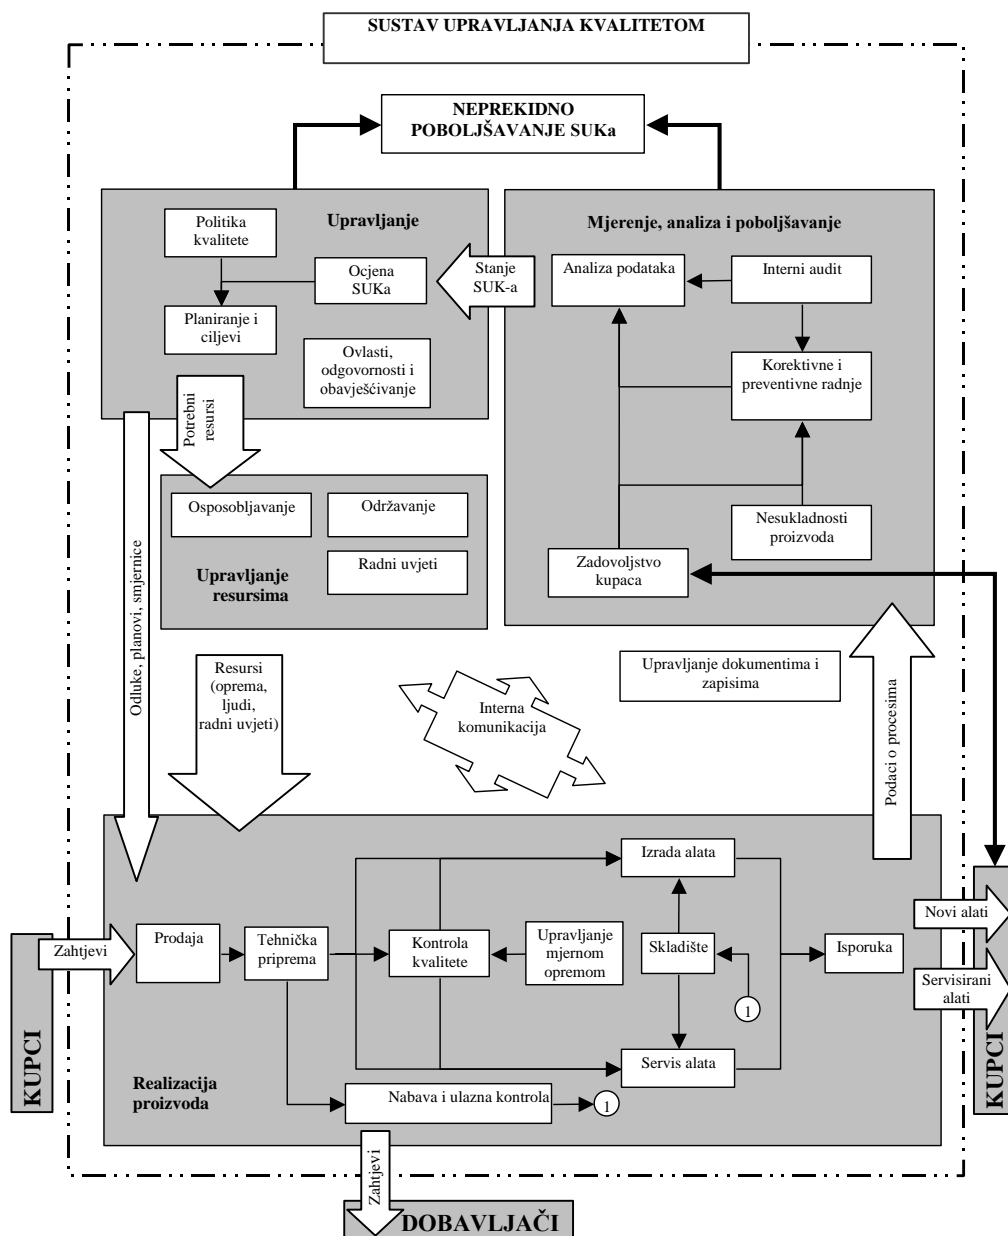 SUSTAV UPRAVLJANJA KVALITETOM
NEPREKIDNO
POBOLJŠAVANJE SUKa
Upravljanje
Politika
kvalitete
Ocjena
SUKa
Planiranje i
ciljevi
Ovlasti,
odgovornosti i
obavješćivanje
Stanje
SUK-a
Mjerenje, analiza i poboljšavanje
Analiza podataka
Interni audit
Korektivne i
preventivne radnje
Nesukladnosti
proizvoda
Zadovoljstvo
kupaca
Potrebni
resursi
Osposobljavanje
Održavanje
Radni uvjeti
Upravljanje
resursima
Odluke, planovi, smjernice
Resursi
(oprema,
ljudi,
radni uvjeti)
Interna
komunikacija
Upravljanje dokumentima i
zapisima
Podaci o procesima
KUPCI
Zahtjevi
Prodaja
Tehnička
priprema
Kontrola
kvalitete
Upravljanje
mjernom
opremom
Izrada alata
Skladište
1
Servis alata
Isporuka
Novi alati
Servisirani
alati
KUPCI
Realizacija
proizvoda
Nabava i ulazna kontrola
1
Zahtjevi
DOBAVLJAČI